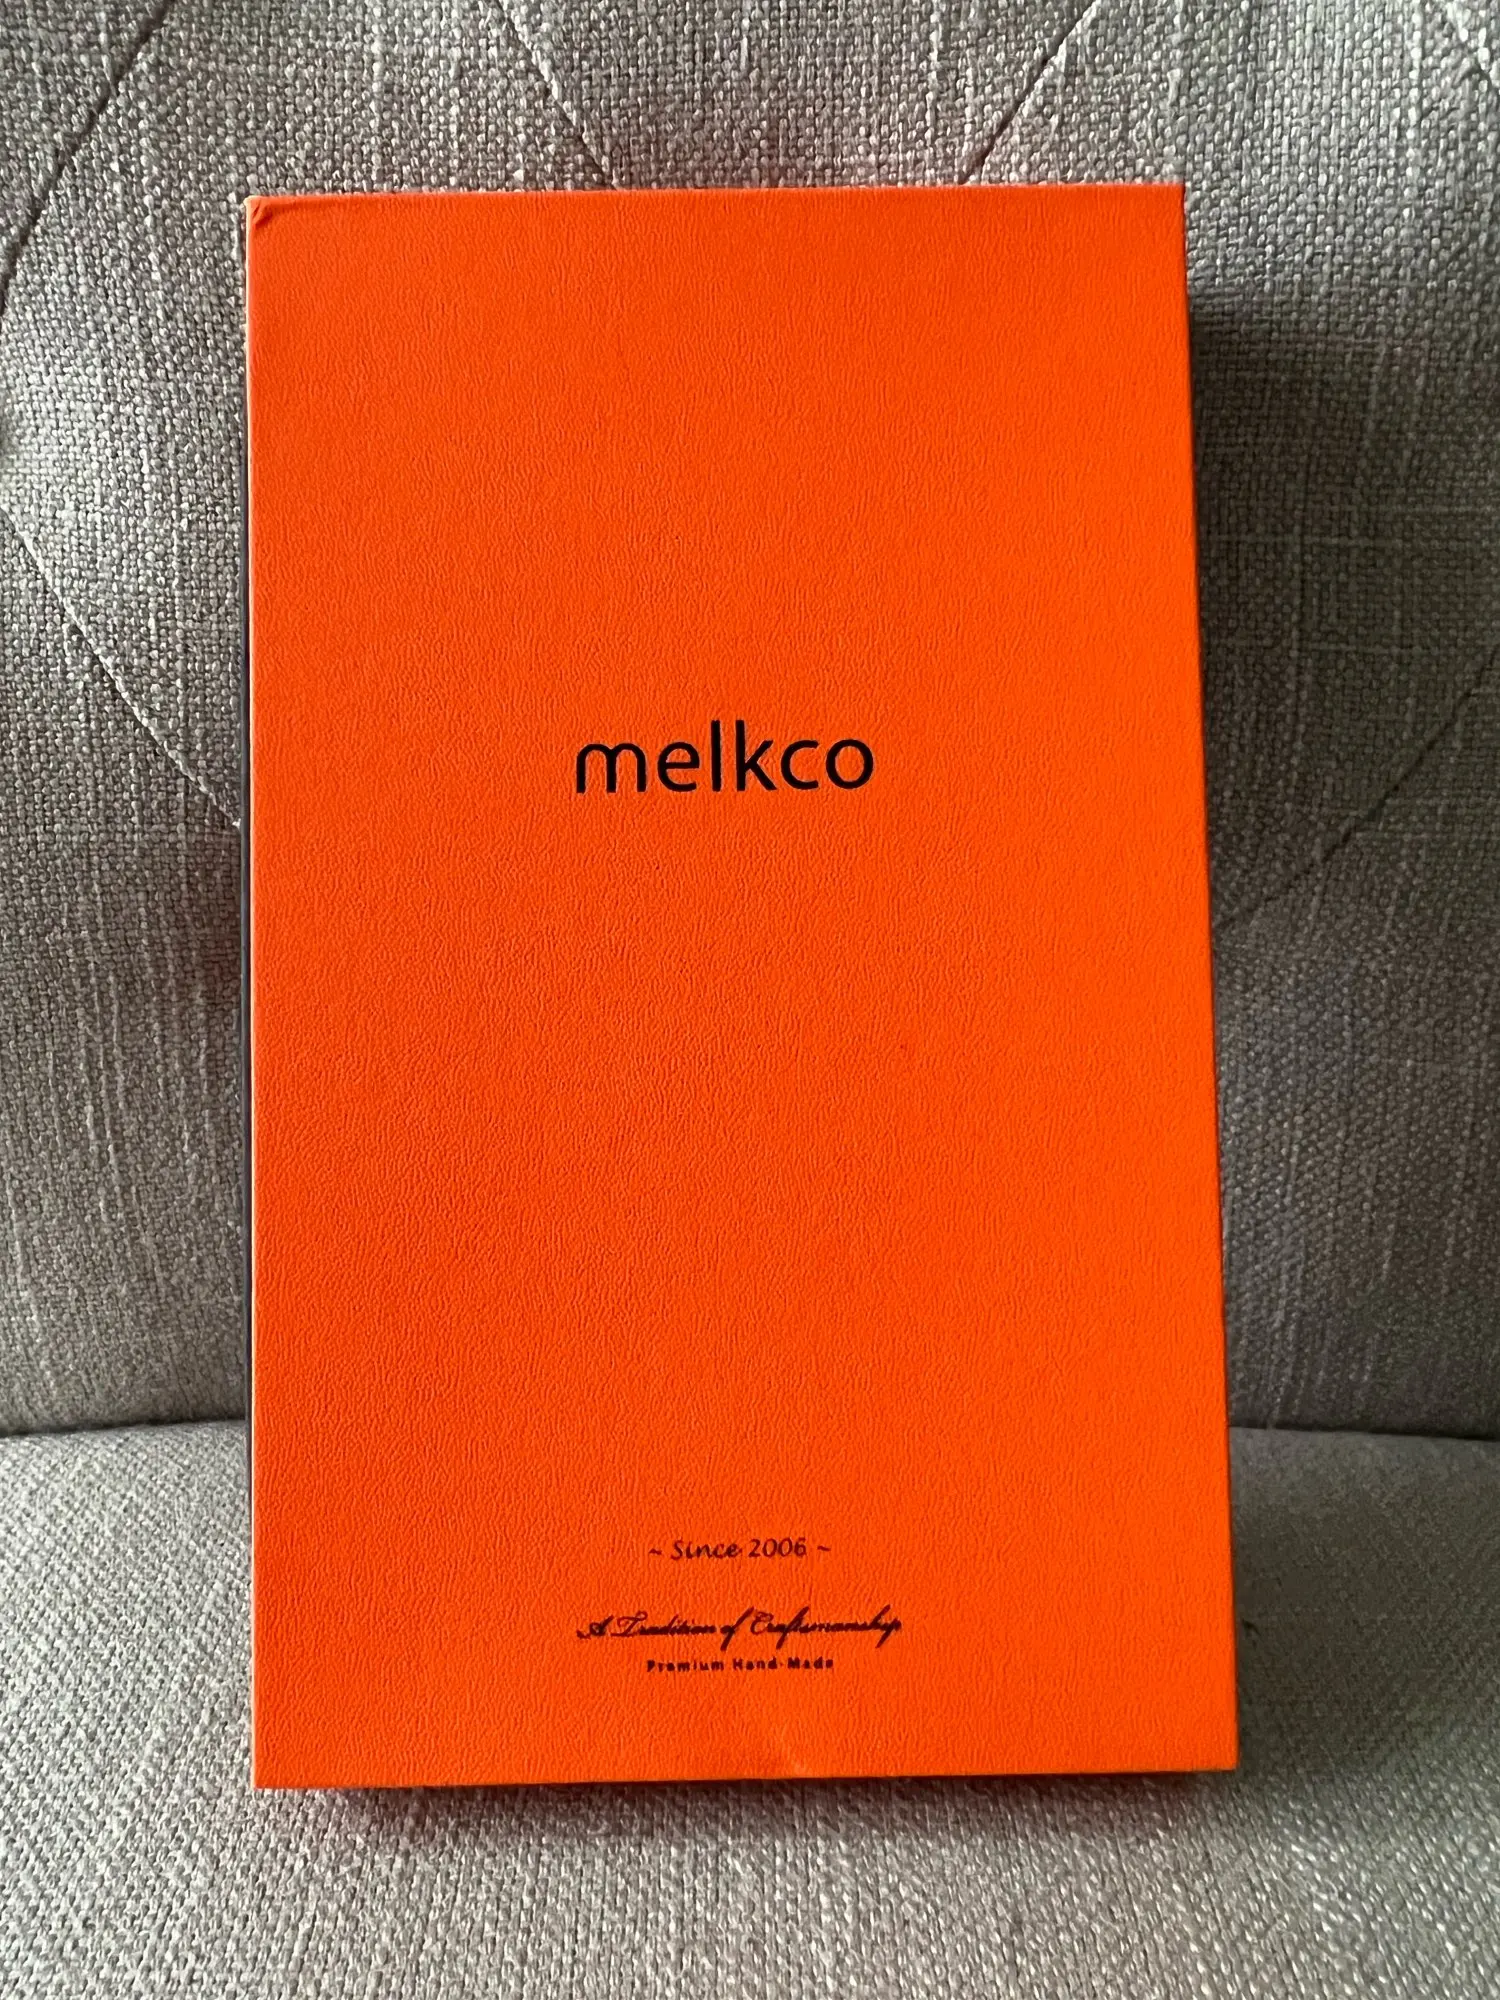 melkco
~ Since 2006 ~
A Tradition of Craftsmanship
Premium Hand-Made